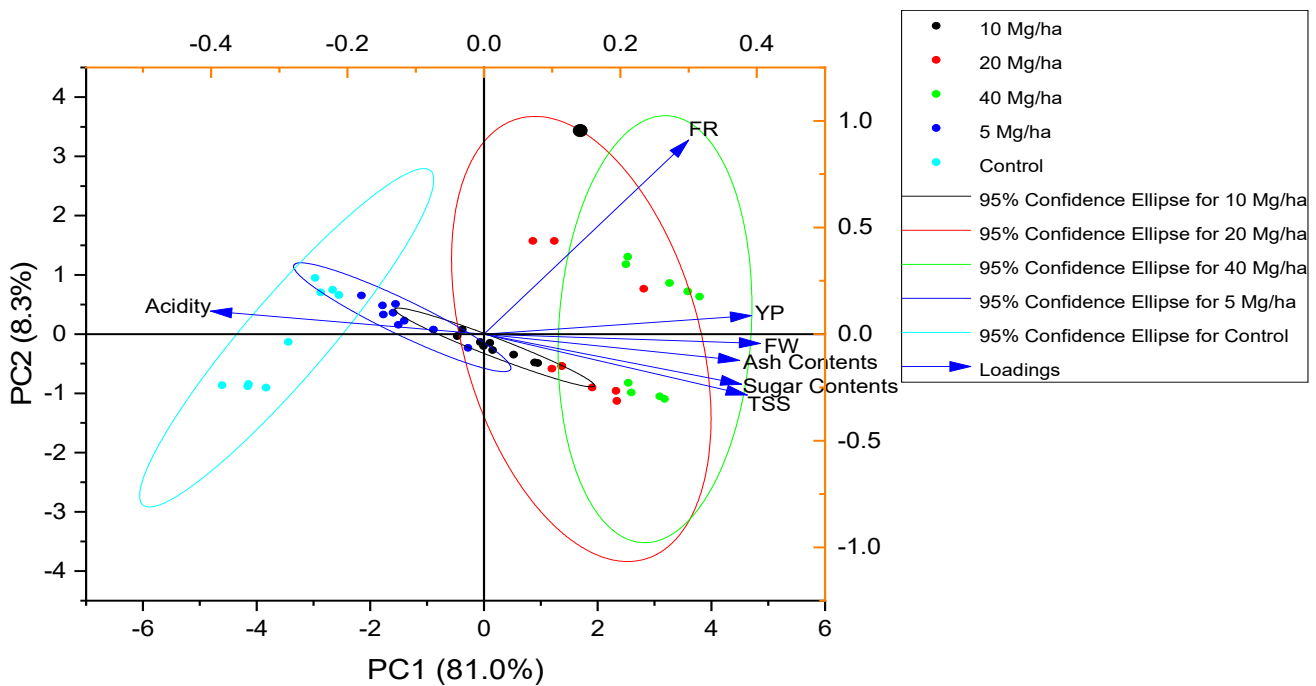 -0.4 -0.2 0.0 0.2 0.4
4
3
2
1
0
-1
-2
-3
-4
PC2 (8.3%)
1.0
0.5
0.0
-0.5
-1.0
FR
Acidity
YP
FW
Ash Contents
Sugar Contents
TSS
-6 -4 -2 0 2 4 6
PC1 (81.0%)
10 Mg/ha
20 Mg/ha
40 Mg/ha
5 Mg/ha
Control
95% Confidence Ellipse for 10 Mg/ha
95% Confidence Ellipse for 20 Mg/ha
95% Confidence Ellipse for 40 Mg/ha
95% Confidence Ellipse for 5 Mg/ha
95% Confidence Ellipse for Control
Loadings